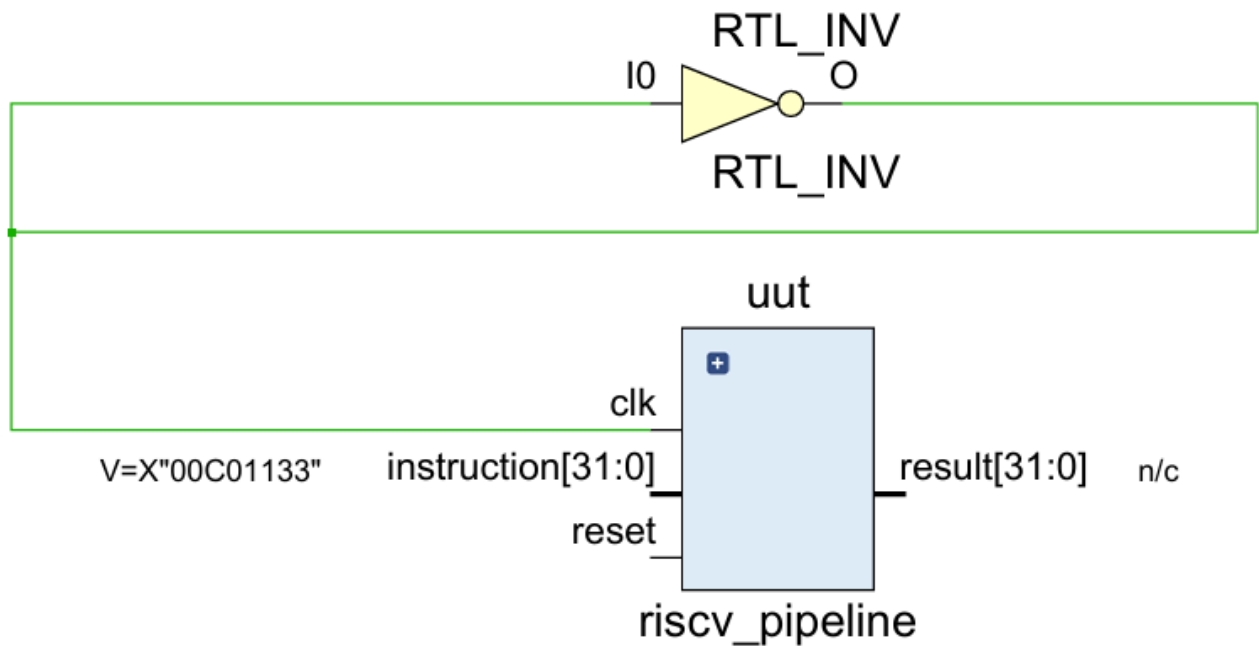 RTL_INV
I0
O
RTL_INV
uut
clk
V=X"00C01133"
instruction[31:0]
result[31:0]
n/c
reset
riscv_pipeline